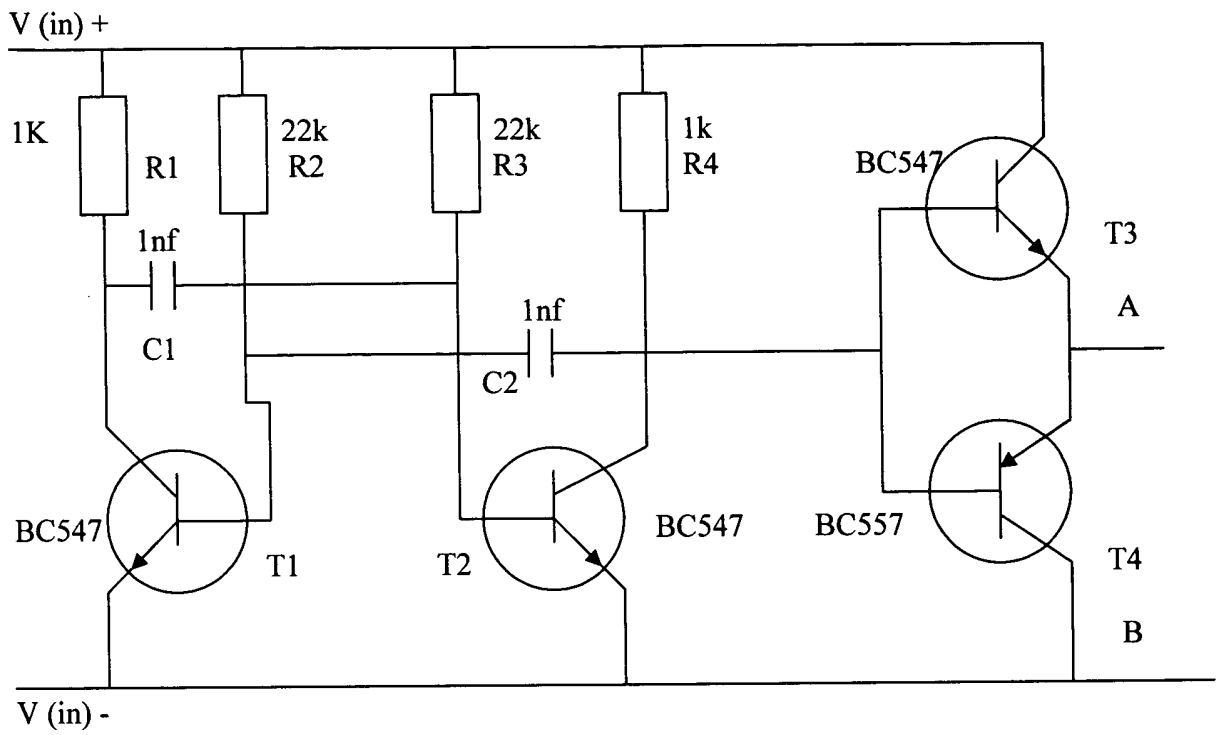 V (in) +
1K
R1
22k
R2
22k
R3
1k
R4
BC547
T3
1nf
C1
1nf
C2
A
BC547
T1
T2
BC547
BC557
T4
B
V (in) -